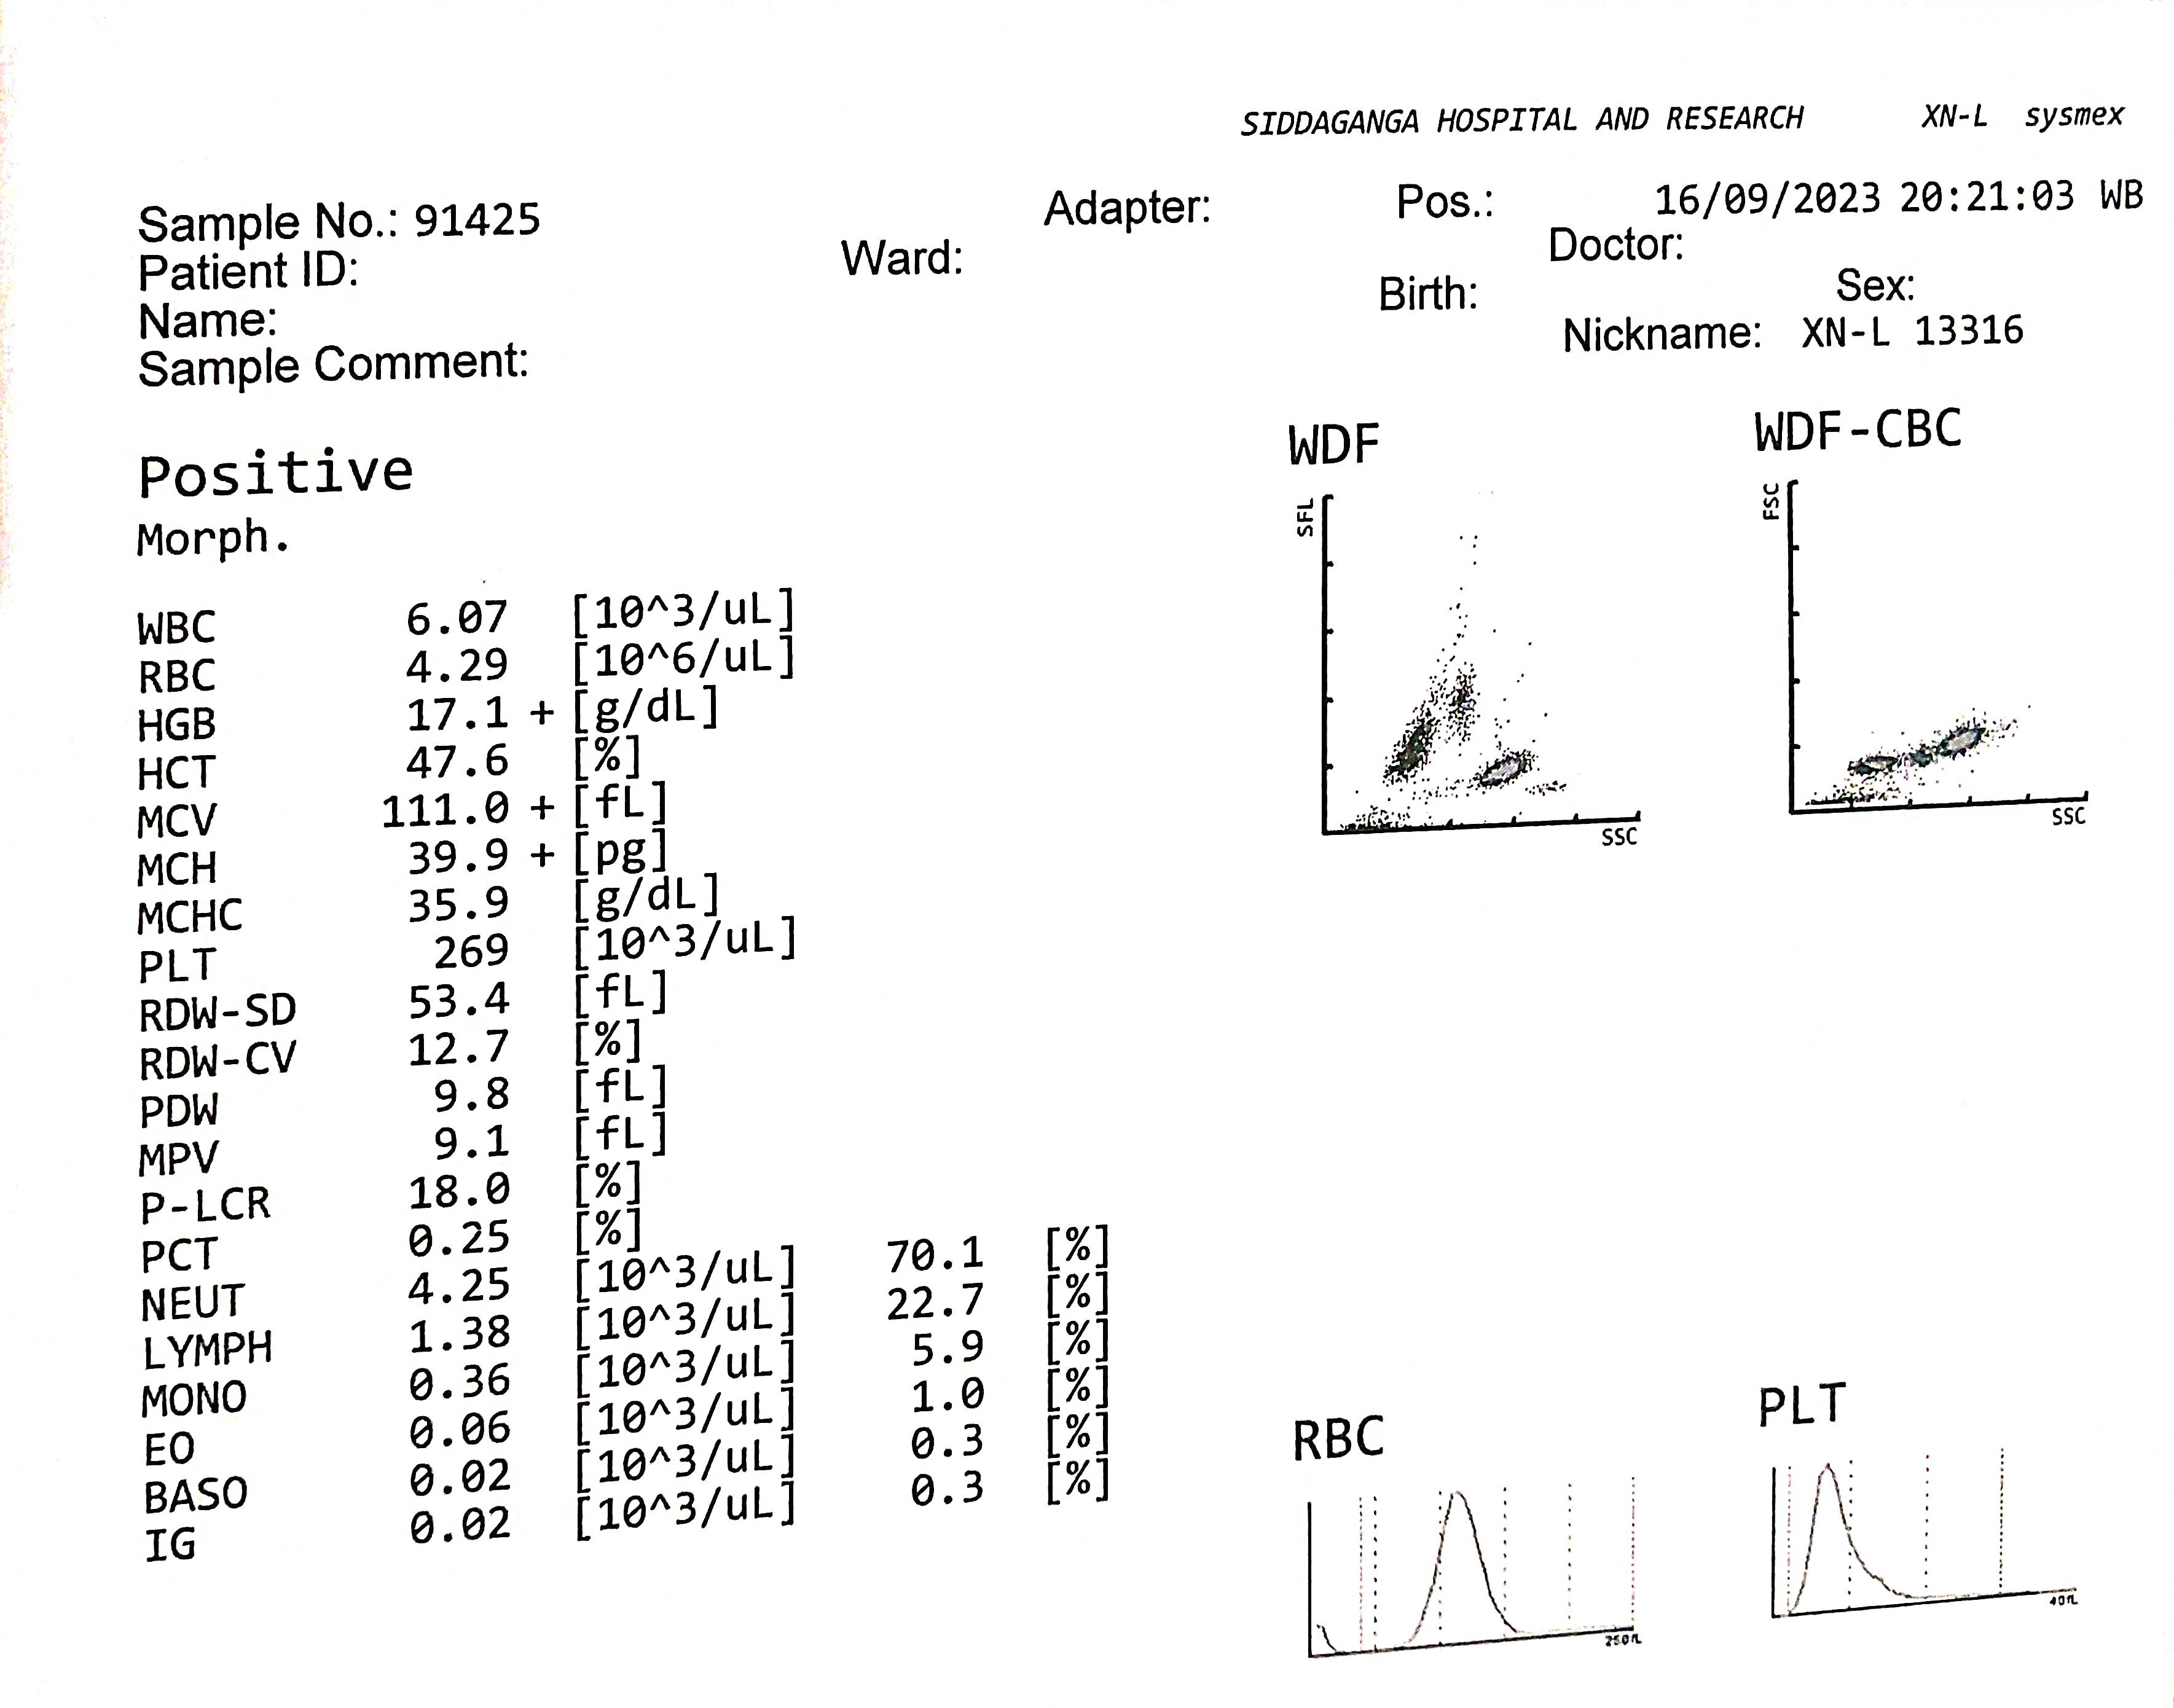 SIDDAGANGA HOSPITAL AND RESEARCH XN-L sysmex
Sample No.: 91425 Adapter: Pos.: 16/09/2023 20:21:03 WB
Patient ID: Ward: Doctor:
Name: Birth: Sex:
Sample Comment: Nickname: XN-L 13316
Positive
Morph.
WDF WDF-CBC
SFL FSC
SSC SSC
WBC 6.07 [10^3/uL]
RBC 4.29 [10^6/uL]
HGB 17.1 + [g/dL]
HCT 47.6 [%]
MCV 111.0 + [fL]
MCH 39.9 + [pg]
MCHC 35.9 [g/dL]
PLT 269 [10^3/uL]
RDW-SD 53.4 [fL]
RDW-CV 12.7 [%]
PDW 9.8 [fL]
MPV 9.1 [fL]
P-LCR 18.0 [%]
PCT 0.25 [%]
NEUT 4.25 [10^3/uL] 70.1 [%]
LYMPH 1.38 [10^3/uL] 22.7 [%]
MONO 0.36 [10^3/uL] 5.9 [%]
EO 0.06 [10^3/uL] 1.0 [%]
BASO 0.02 [10^3/uL] 0.3 [%]
IG 0.02 [10^3/uL] 0.3 [%]
RBC PLT
250fL 40fL